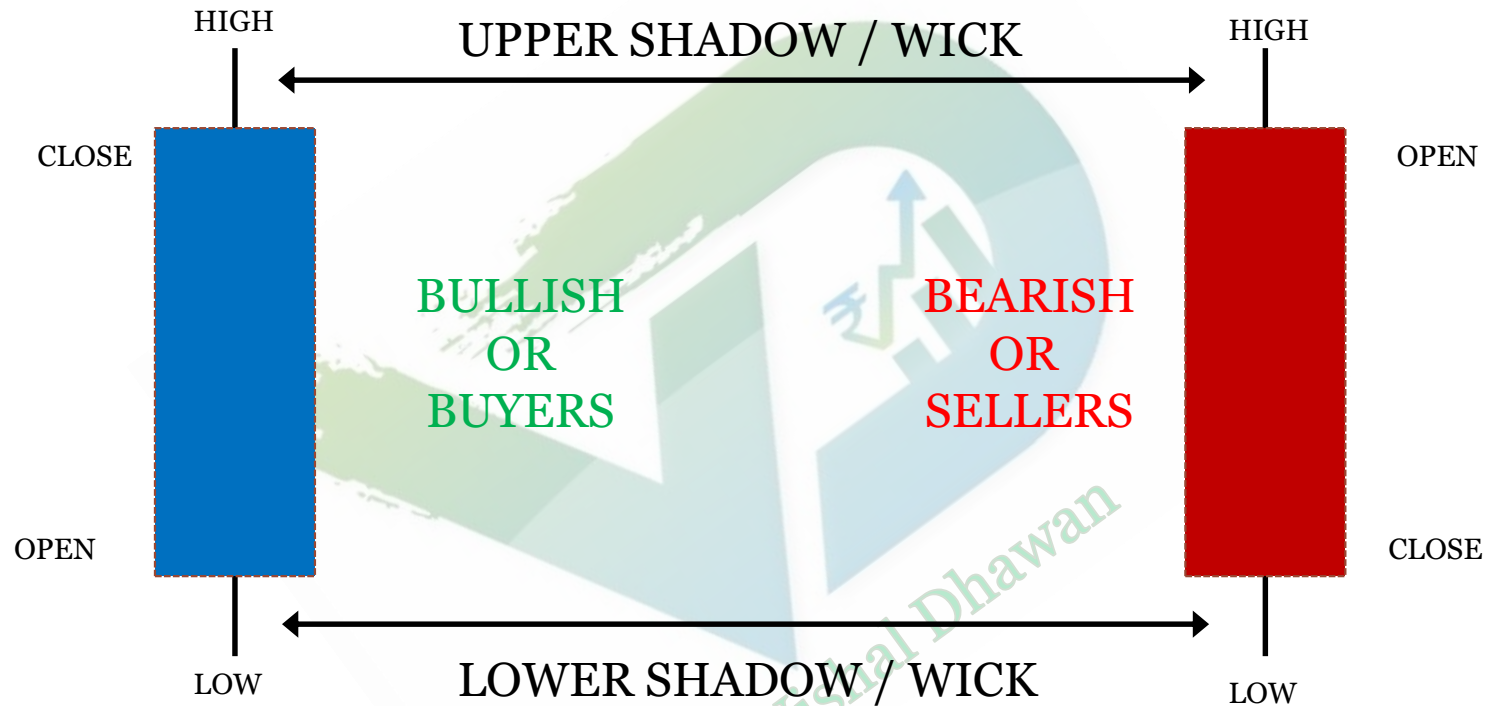 HIGH
UPPER SHADOW / WICK
HIGH
CLOSE
OPEN
BULLISH
OR
BUYERS
BEARISH
OR
SELLERS
OPEN
CLOSE
LOW
LOWER SHADOW / WICK
LOW
Dhawan
₹